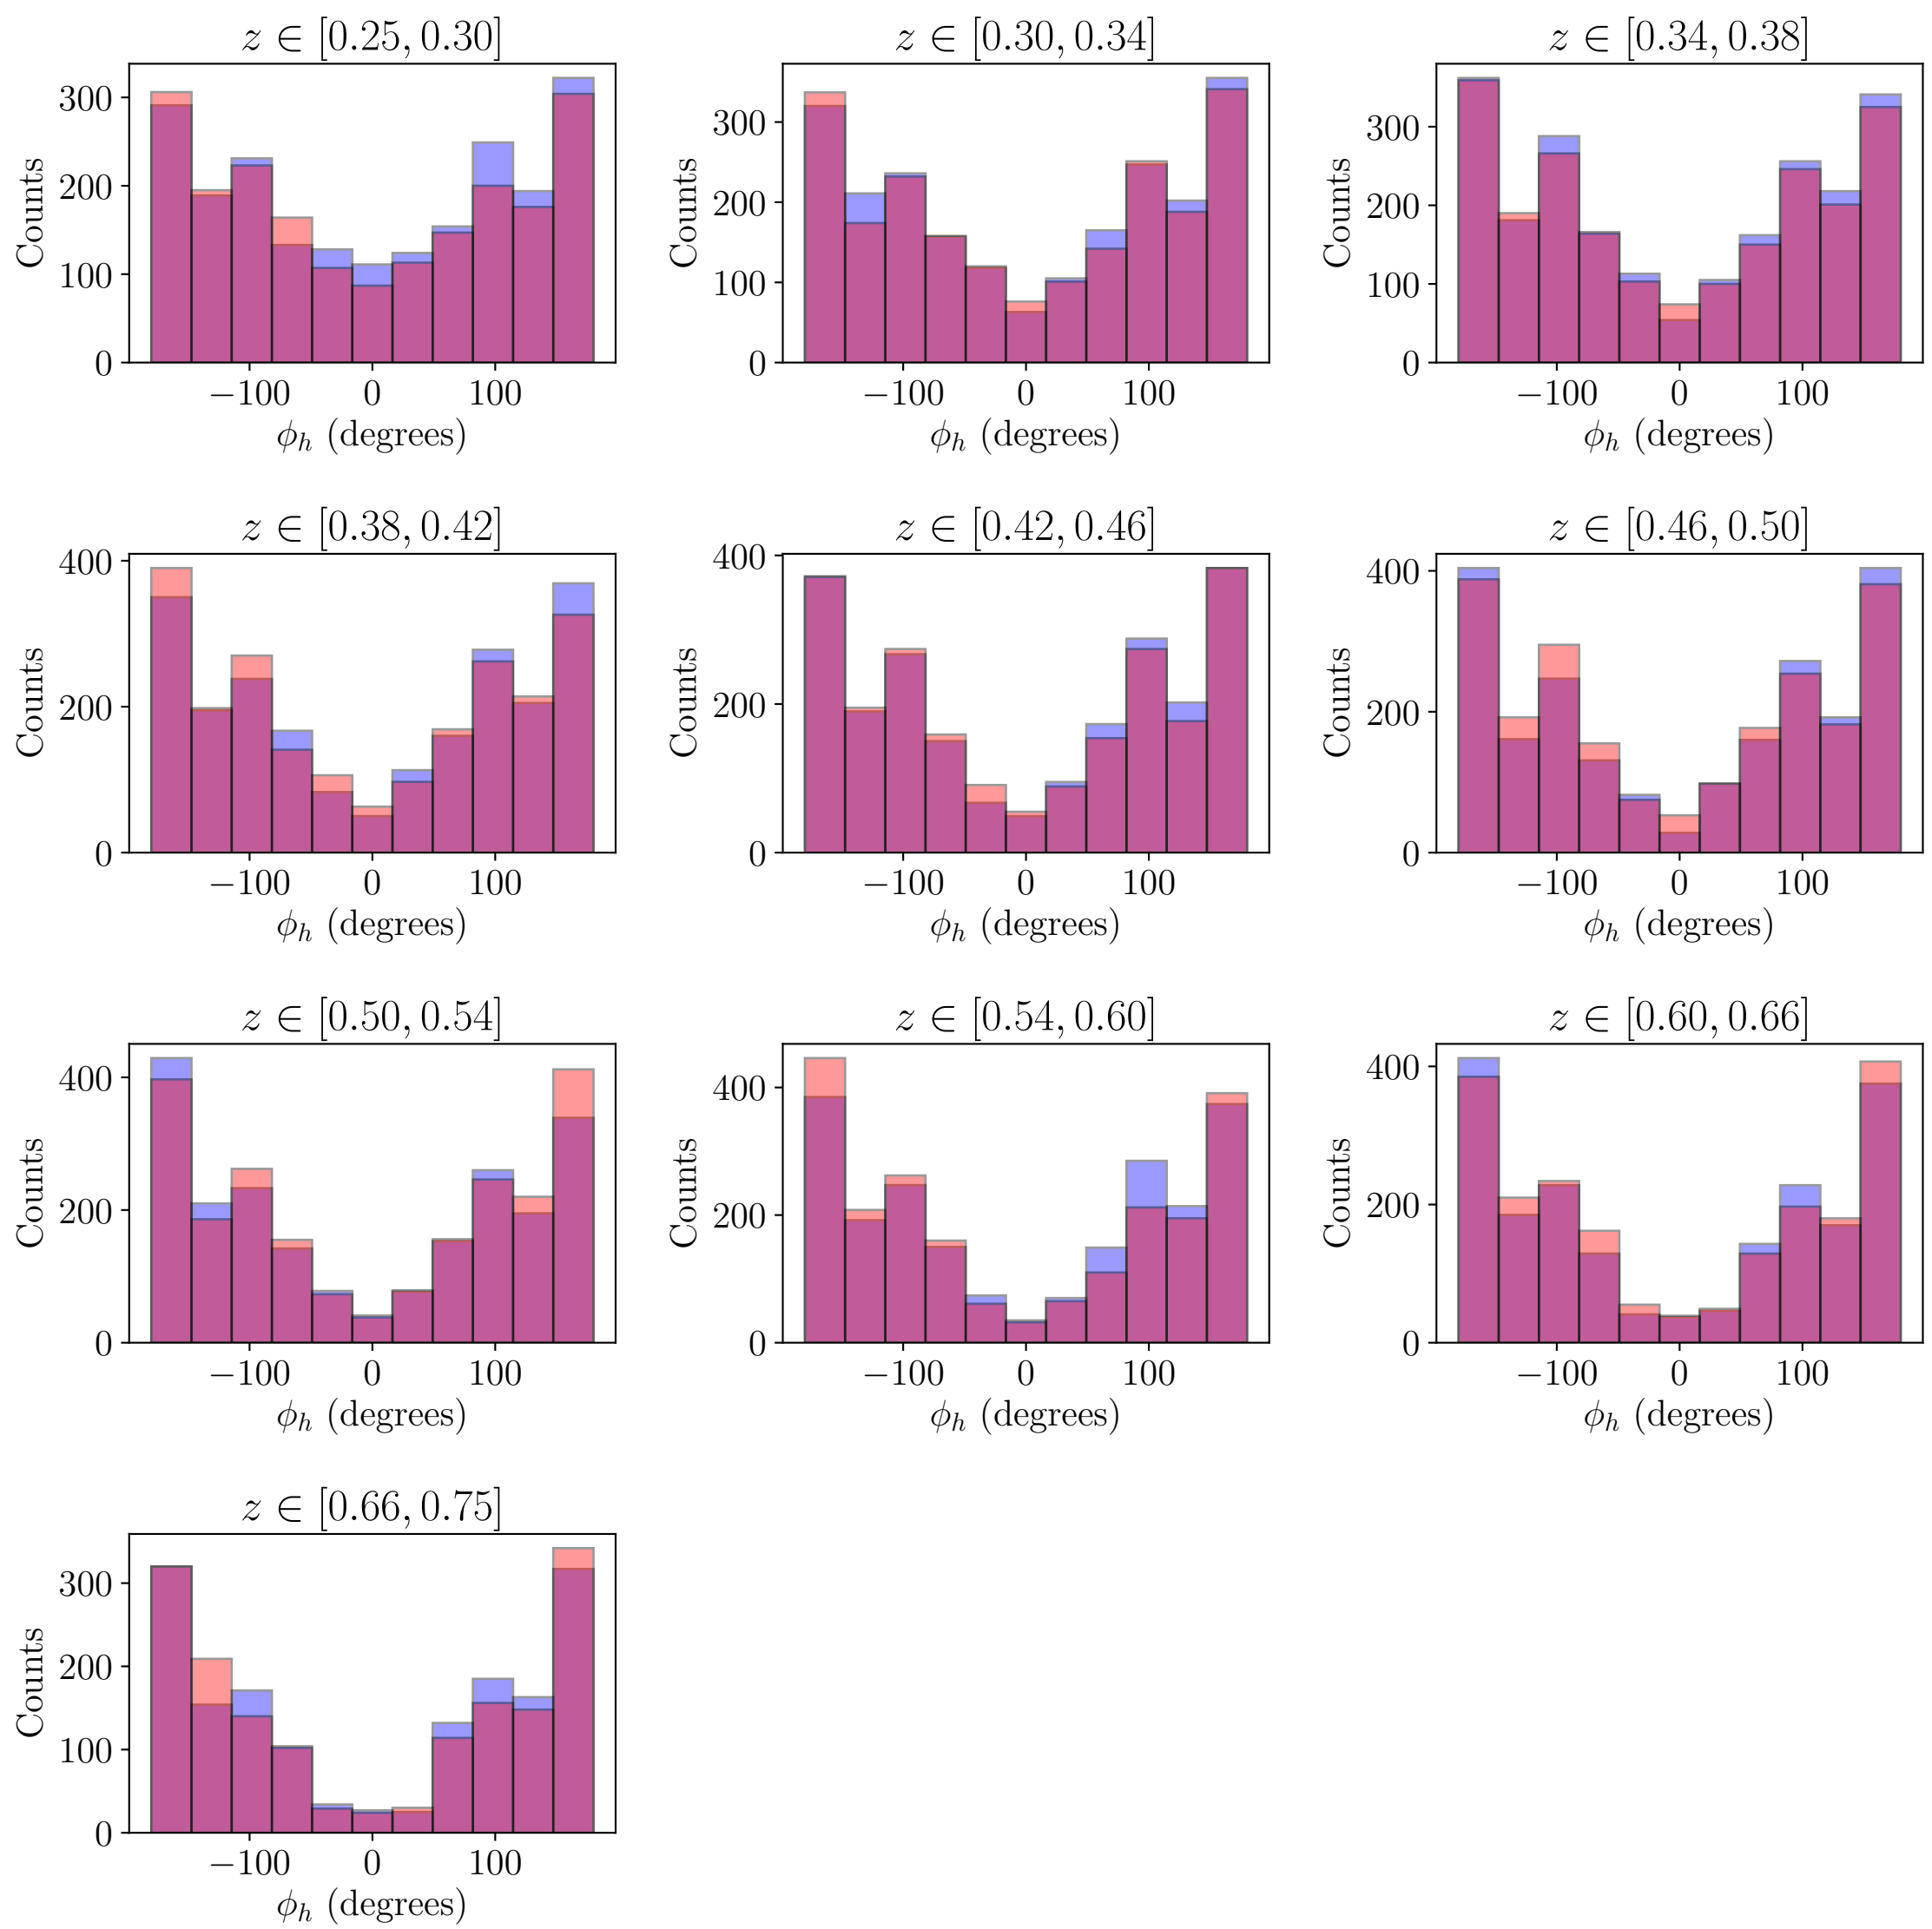 z ∈ [0.25, 0.30]
300
200
100
0
Counts
−100 0 100
ϕh (degrees)
z ∈ [0.30, 0.34]
300
200
100
0
Counts
−100 0 100
ϕh (degrees)
z ∈ [0.34, 0.38]
300
200
100
0
Counts
−100 0 100
ϕh (degrees)
z ∈ [0.38, 0.42]
400
200
0
Counts
−100 0 100
ϕh (degrees)
z ∈ [0.42, 0.46]
400
200
0
Counts
−100 0 100
ϕh (degrees)
z ∈ [0.46, 0.50]
400
200
0
Counts
−100 0 100
ϕh (degrees)
z ∈ [0.50, 0.54]
400
200
0
Counts
−100 0 100
ϕh (degrees)
z ∈ [0.54, 0.60]
400
200
0
Counts
−100 0 100
ϕh (degrees)
z ∈ [0.60, 0.66]
400
200
0
Counts
−100 0 100
ϕh (degrees)
z ∈ [0.66, 0.75]
300
200
100
0
Counts
−100 0 100
ϕh (degrees)